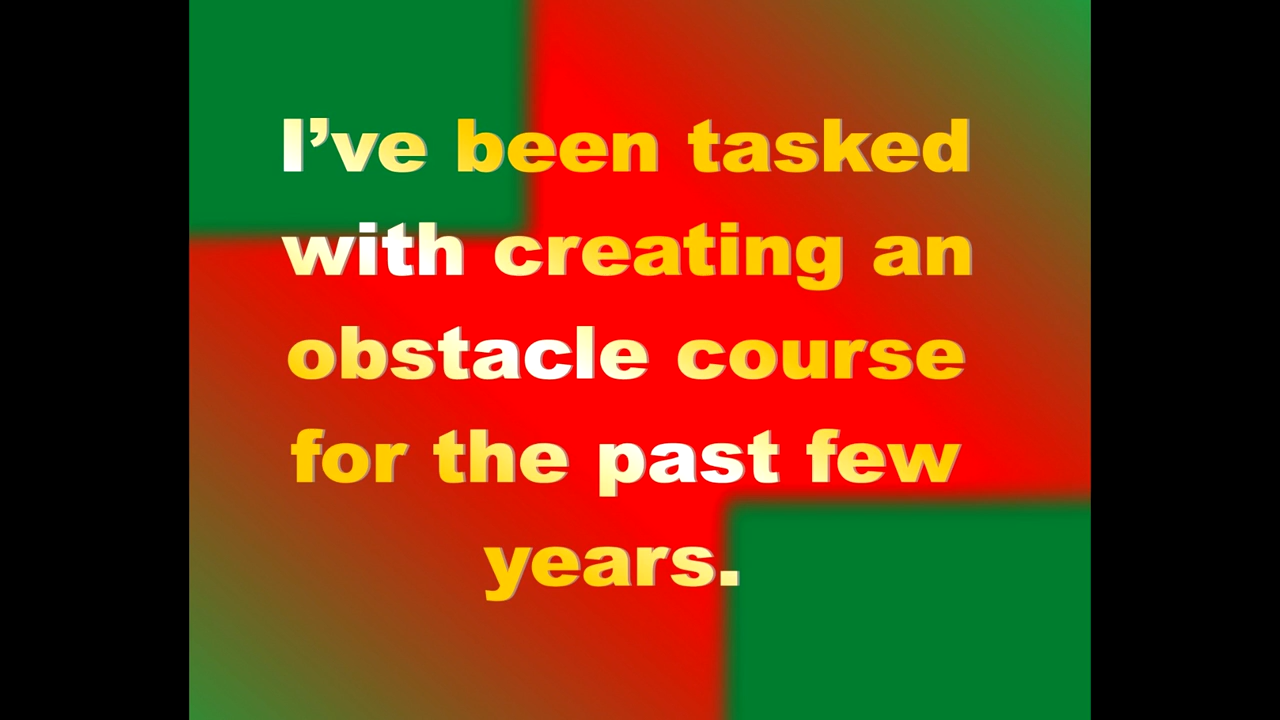 I’ve been tasked
with creating an
obstacle course
for the past few
years.